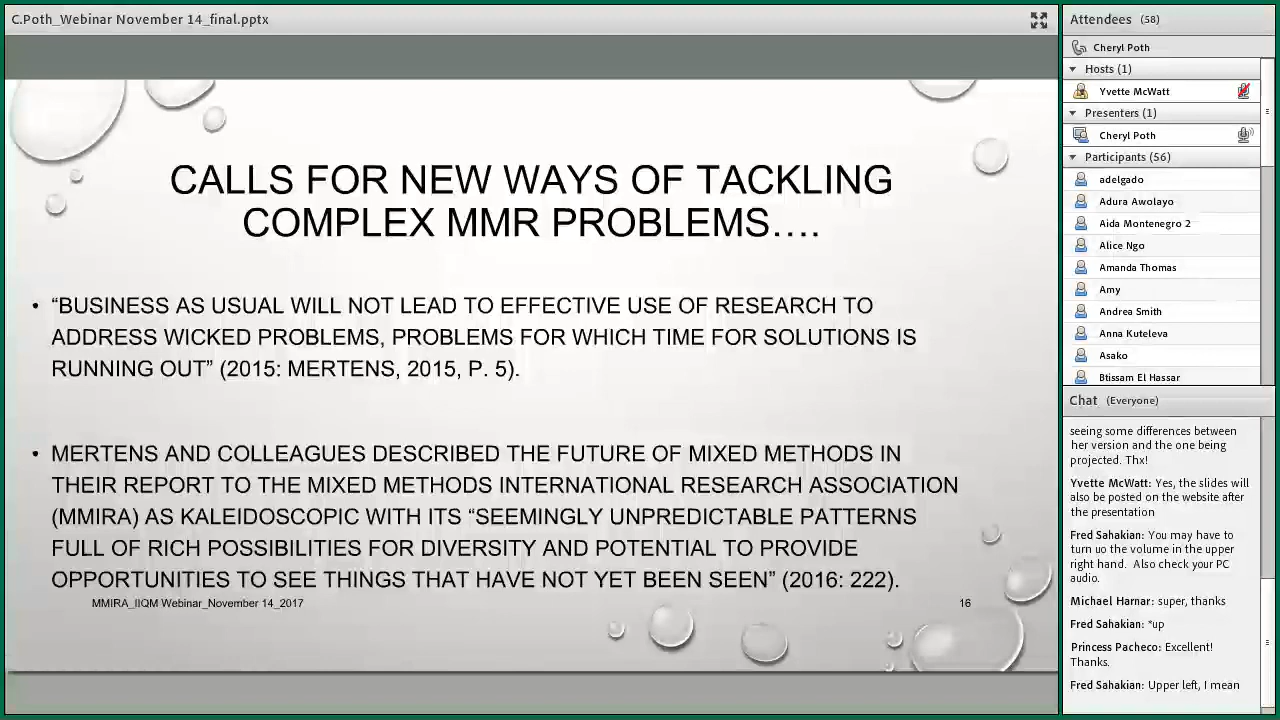 C.Poth_Webinar November 14_final.pptx
CALLS FOR NEW WAYS OF TACKLING
COMPLEX MMR PROBLEMS....
• “BUSINESS AS USUAL WILL NOT LEAD TO EFFECTIVE USE OF RESEARCH TO
ADDRESS WICKED PROBLEMS, PROBLEMS FOR WHICH TIME FOR SOLUTIONS IS
RUNNING OUT” (2015: MERTENS, 2015, P. 5).
• MERTENS AND COLLEAGUES DESCRIBED THE FUTURE OF MIXED METHODS IN
THEIR REPORT TO THE MIXED METHODS INTERNATIONAL RESEARCH ASSOCIATION
(MMIRA) AS KALEIDOSCOPIC WITH ITS “SEEMINGLY UNPREDICTABLE PATTERNS
FULL OF RICH POSSIBILITIES FOR DIVERSITY AND POTENTIAL TO PROVIDE
OPPORTUNITIES TO SEE THINGS THAT HAVE NOT YET BEEN SEEN” (2016: 222).
MMIRA_IIQM Webinar_November 14_2017
16
Attendees (58)
Cheryl Poth
Hosts (1)
Yvette McWatt
Presenters (1)
Cheryl Poth
Participants (56)
adelgado
Adura Awolayo
Aida Montenegro 2
Alice Ngo
Amanda Thomas
Amy
Andrea Smith
Anna Kuteleva
Asako
Btissam El Hassar
Chat (Everyone)
seeing some differences between
her version and the one being
projected. Thx!
Yvette McWatt: Yes, the slides will
also be posted on the website after
the presentation
Fred Sahakian: You may have to
turn uo the volume in the upper
right hand. Also check your PC
audio.
Michael Harnar: super, thanks
Fred Sahakian: *up
Princess Pacheco: Excellent!
Thanks.
Fred Sahakian: Upper left, I mean